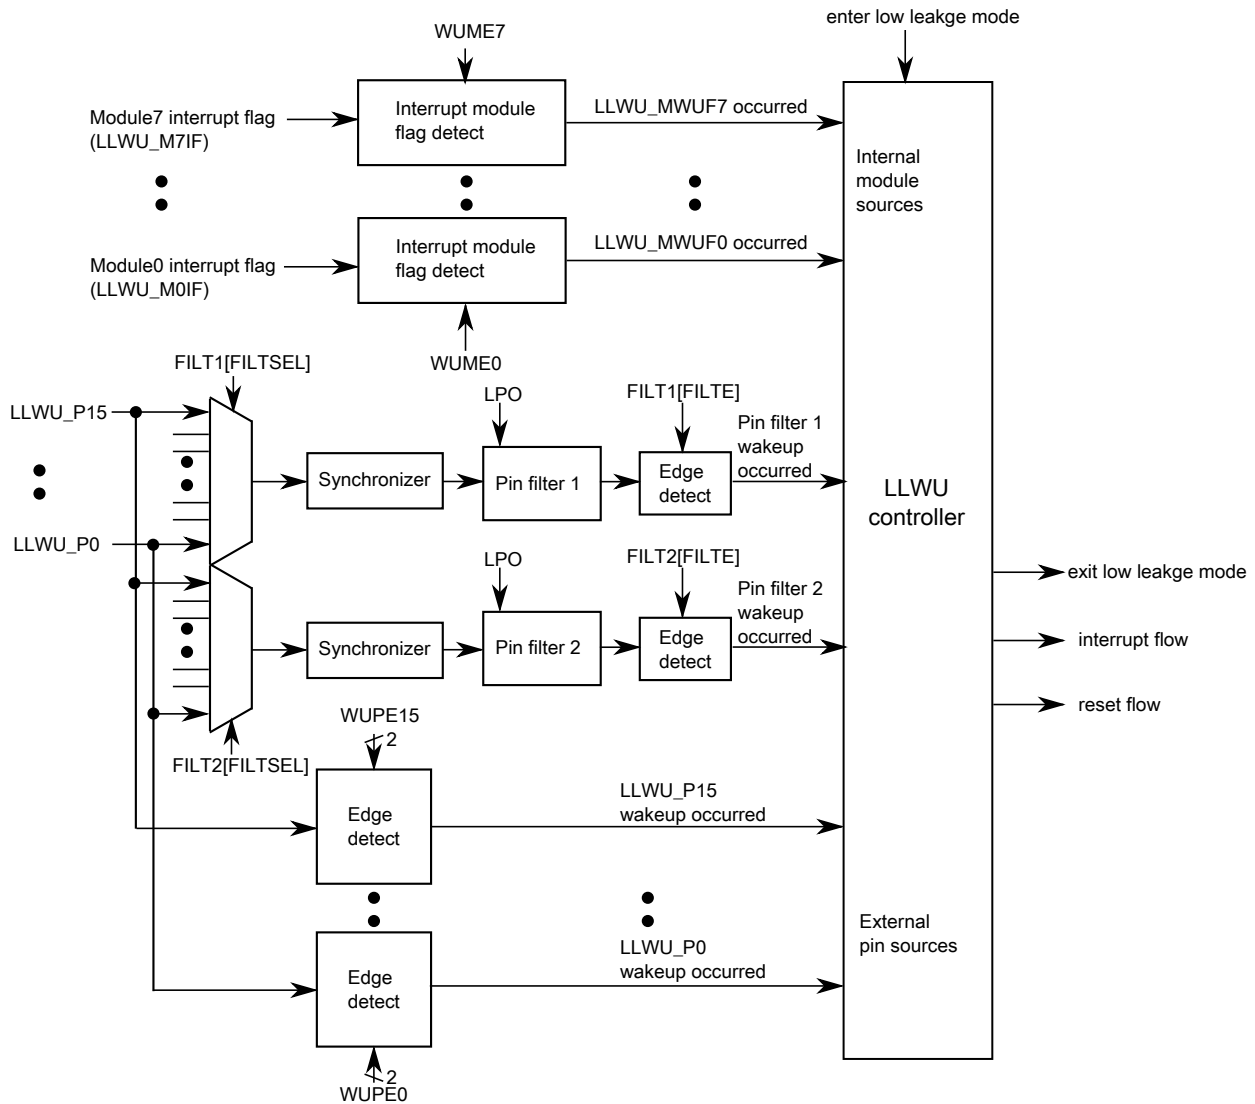 enter low leakge mode
WUME7
Module7 interrupt flag
(LLWU_M7IF)
Interrupt module
flag detect
LLWU_MWUF7 occurred
Internal
module
sources
Module0 interrupt flag
(LLWU_M0IF)
Interrupt module
flag detect
LLWU_MWUF0 occurred
WUME0
FILT1[FILTSEL]
LLWU_P15
LLWU_P0
Synchronizer
LPO
Pin filter 1
FILT1[FILTE]
Edge
detect
Pin filter 1
wakeup
occurred
LLWU
controller
Synchronizer
LPO
Pin filter 2
FILT2[FILTE]
Edge
detect
Pin filter 2
wakeup
occurred
exit low leakge mode
interrupt flow
reset flow
FILT2[FILTSEL]
WUPE15
2
Edge
detect
LLWU_P15
wakeup occurred
External
pin sources
Edge
detect
LLWU_P0
wakeup occurred
2
WUPE0